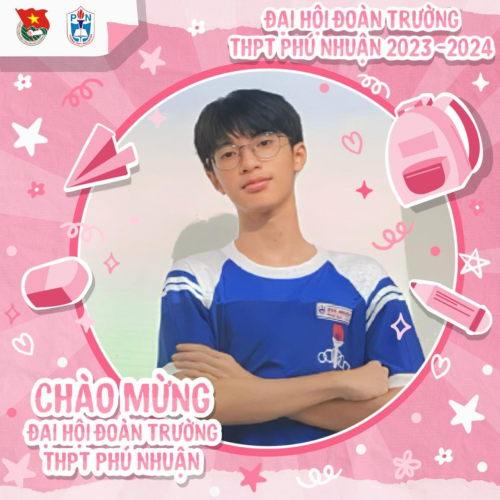 ĐẠI HỘI ĐOÀN TRƯỜNG
THPT PHÚ NHUẬN 2023 -2024
CHÀO MỪNG
ĐẠI HỘI ĐOÀN TRƯỜNG
THPT PHÚ NHUẬN